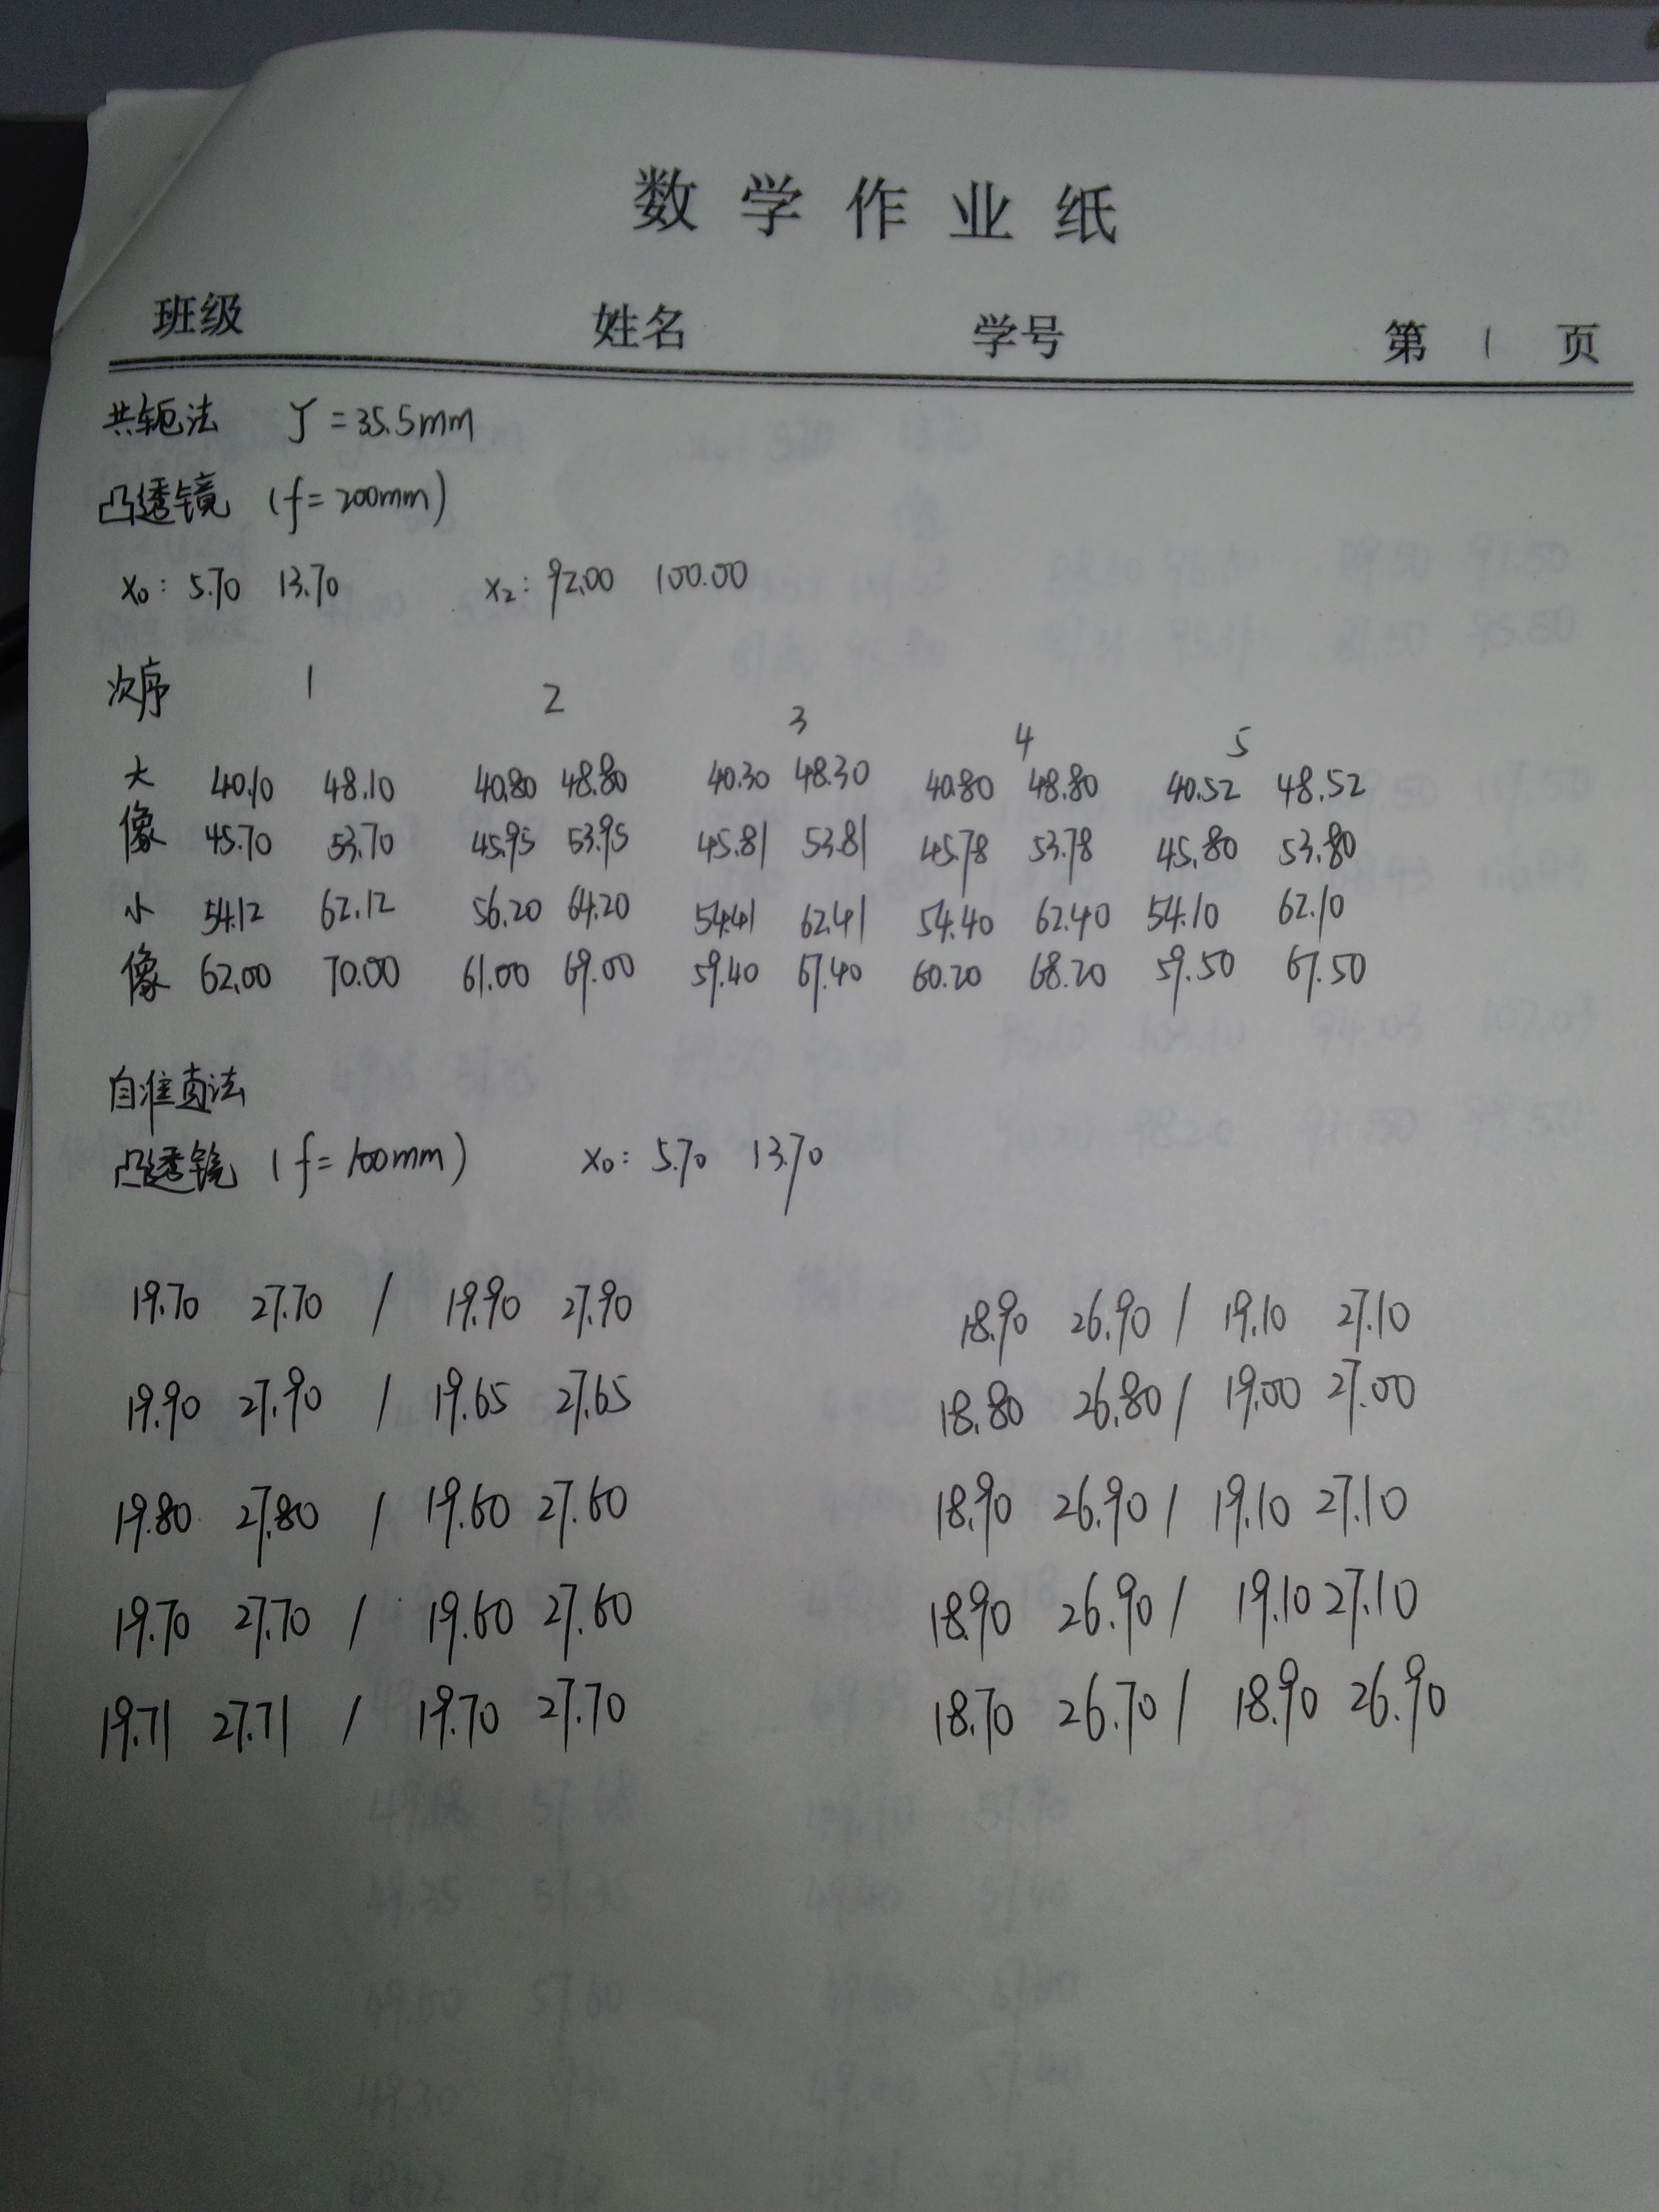 数学作业纸
班级 姓名 学号 第 1 页
共轭法 y = 35.5mm
凸透镜 (f = 200mm)
x₀: 5.70 13.70 x₂: 92.00 100.00
次序 1 2 3 4 5
大 40.10 48.10 40.80 48.80 40.30 48.30 40.80 48.80 40.52 48.52
像 45.70 53.70 45.95 53.95 45.81 53.81 45.78 53.78 45.80 53.80
小 54.12 62.12 56.20 64.20 54.41 62.41 54.40 62.40 54.10 62.10
像 62.00 70.00 61.00 69.00 59.40 67.40 60.20 68.20 59.50 67.50
自准直法
凸透镜 (f = 100mm) x₀: 5.70 13.70
19.70 27.70 / 19.90 27.90 18.90 26.90 / 19.10 27.10
19.90 27.90 / 19.65 27.65 18.80 26.80 / 19.00 27.00
19.80 27.80 / 19.60 27.60 18.90 26.90 / 19.10 27.10
19.70 27.70 / 19.60 27.60 18.90 26.90 / 19.10 27.10
19.71 27.71 / 19.70 27.70 18.70 26.70 / 18.90 26.90